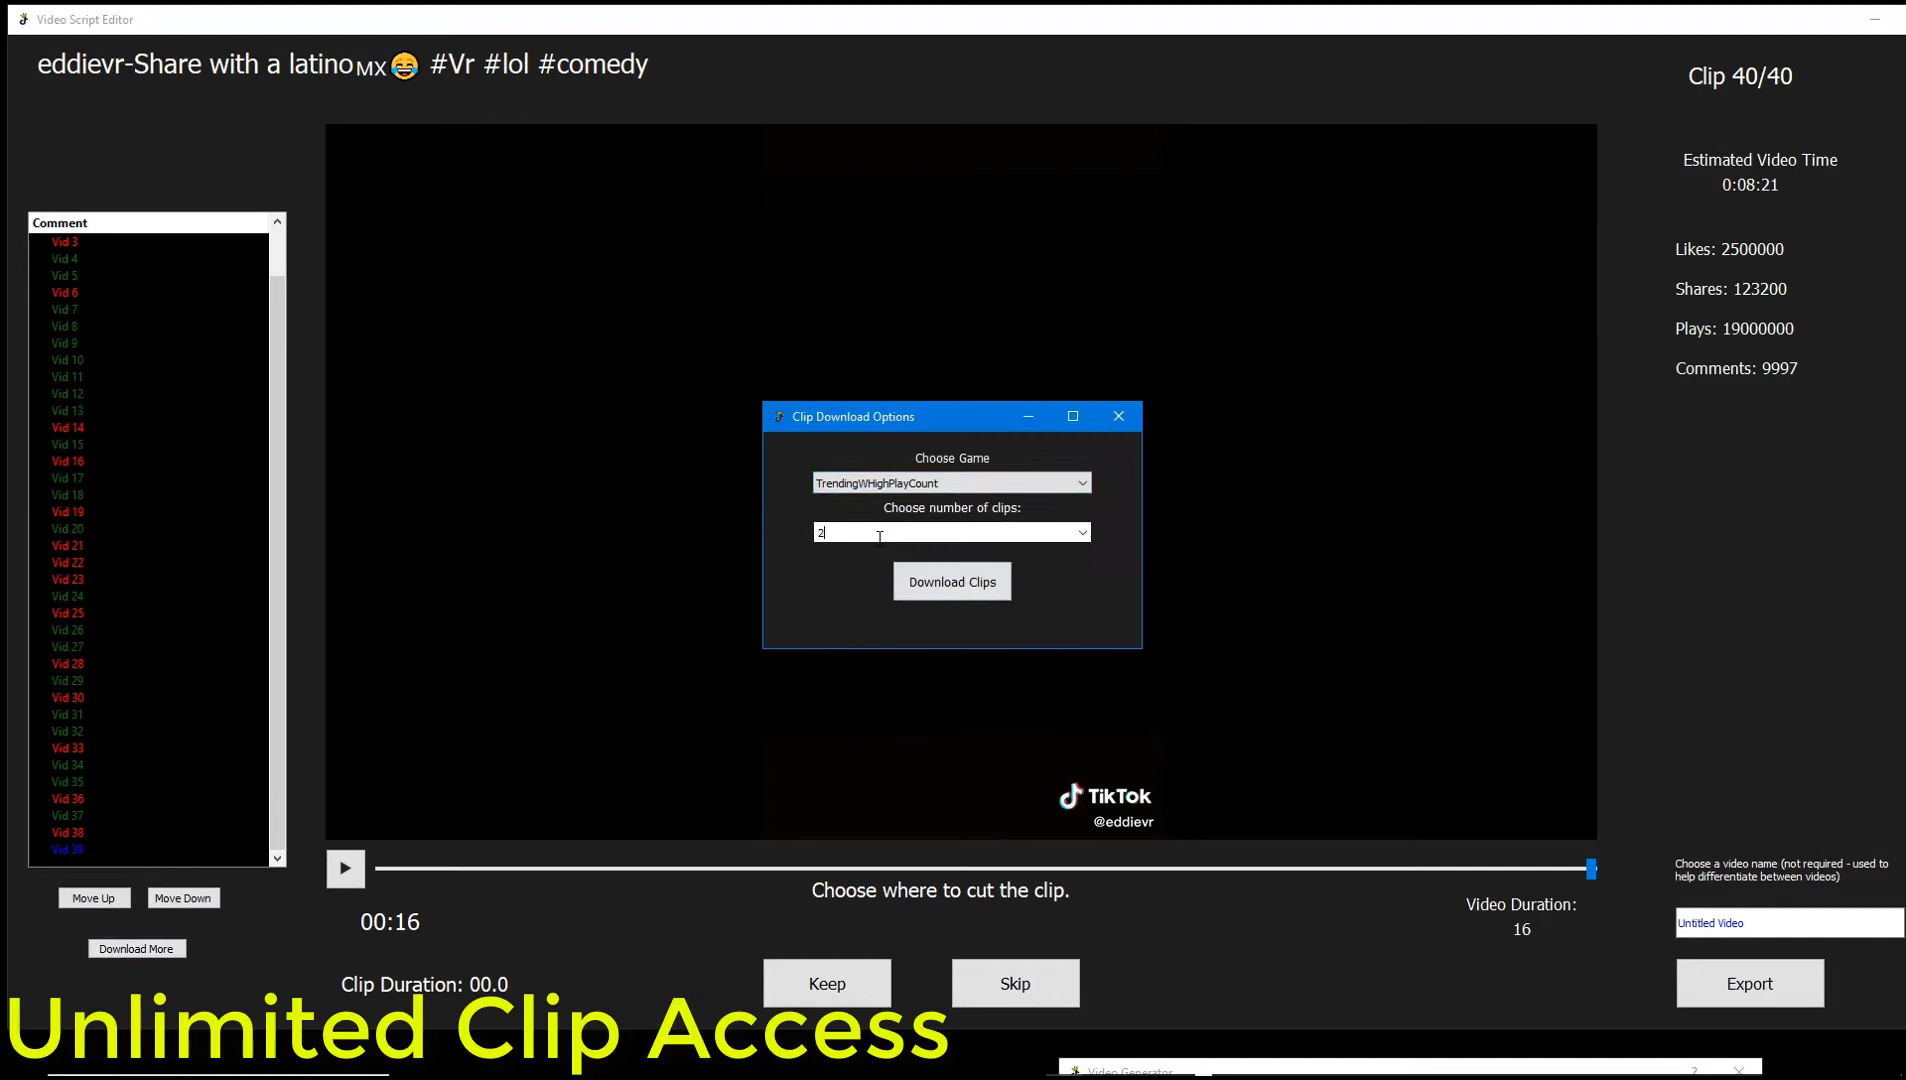 Video Script Editor
eddievr-Share with a latinoMX😂 #Vr #lol #comedy
Clip 40/40
Estimated Video Time
0:08:21
Likes: 2500000
Shares: 123200
Plays: 19000000
Comments: 9997
Comment
Vid 3
Vid 4
Vid 5
Vid 6
Vid 7
Vid 8
Vid 9
Vid 10
Vid 11
Vid 12
Vid 13
Vid 14
Vid 15
Vid 16
Vid 17
Vid 18
Vid 19
Vid 20
Vid 21
Vid 22
Vid 23
Vid 24
Vid 25
Vid 26
Vid 27
Vid 28
Vid 29
Vid 30
Vid 31
Vid 32
Vid 33
Vid 34
Vid 35
Vid 36
Vid 37
Vid 38
Vid 39
Move Up
Move Down
Download More
Clip Download Options
Choose Game
TrendingWHighPlayCount
Choose number of clips:
2
Download Clips
TikTok
@eddievr
Choose where to cut the clip.
00:16
Video Duration:
16
Clip Duration: 00.0
Keep
Skip
Choose a video name (not required - used to
help differentiate between videos)
Untitled Video
Export
Unlimited Clip Access
Video Generator